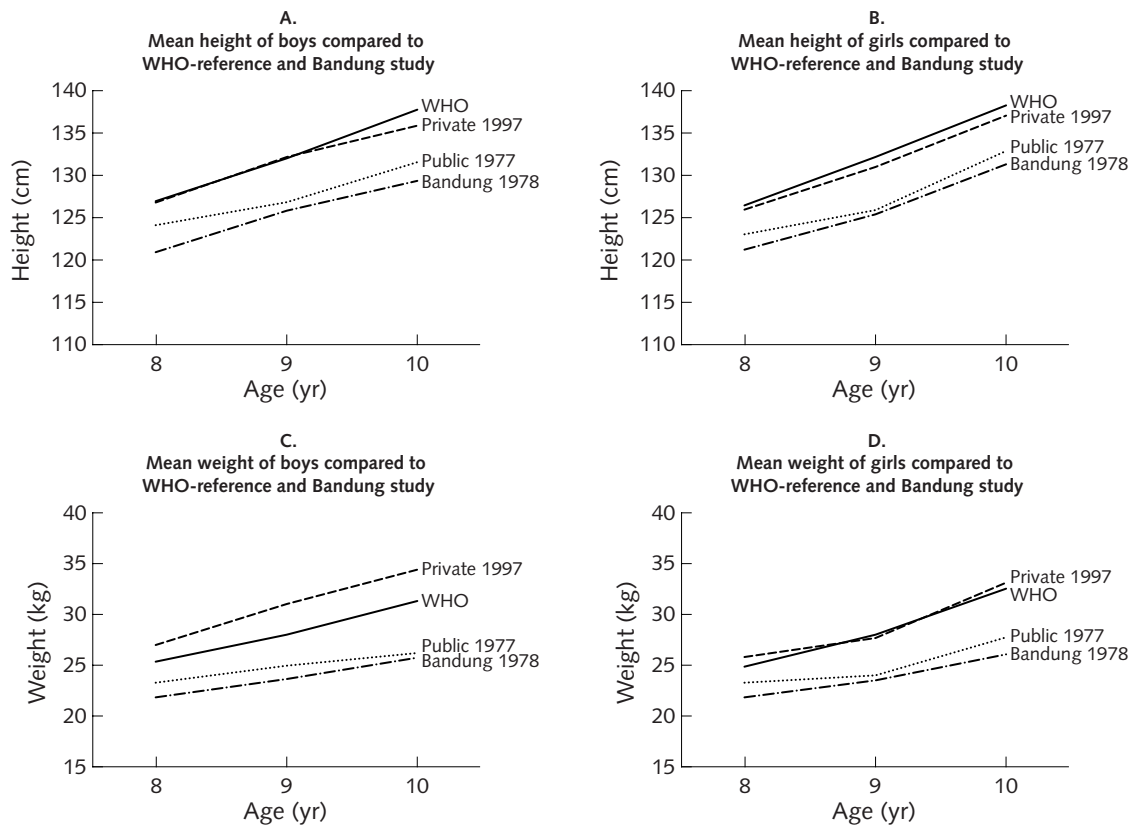 A.
Mean height of boys compared to
WHO-reference and Bandung study
140
135
130
125
120
115
110
Height (cm)
8
9
10
Age (yr)
WHO
Private 1997
Public 1977
Bandung 1978
B.
Mean height of girls compared to
WHO-reference and Bandung study
140
135
130
125
120
115
110
Height (cm)
8
9
10
Age (yr)
WHO
Private 1997
Public 1977
Bandung 1978
C.
Mean weight of boys compared to
WHO-reference and Bandung study
40
35
30
25
20
15
Weight (kg)
8
9
10
Age (yr)
Private 1997
WHO
Public 1977
Bandung 1978
D.
Mean weight of girls compared to
WHO-reference and Bandung study
40
35
30
25
20
15
Weight (kg)
8
9
10
Age (yr)
Private 1997
WHO
Public 1977
Bandung 1978